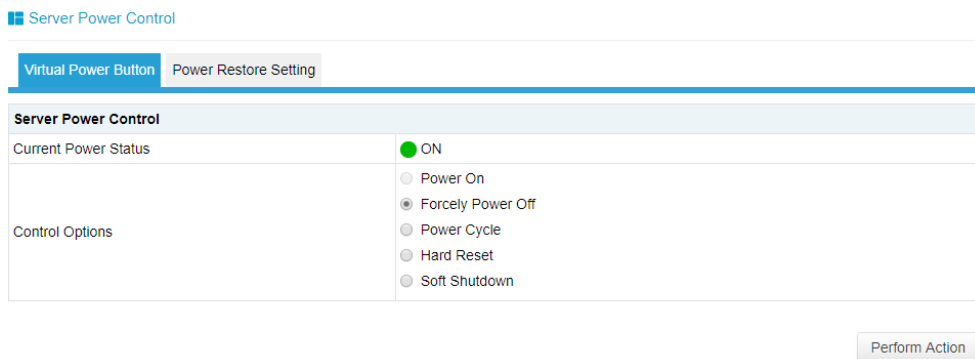 Server Power Control
Virtual Power Button Power Restore Setting
Server Power Control
Current Power Status ON
Control Options
Power On
Forcely Power Off
Power Cycle
Hard Reset
Soft Shutdown
Perform Action